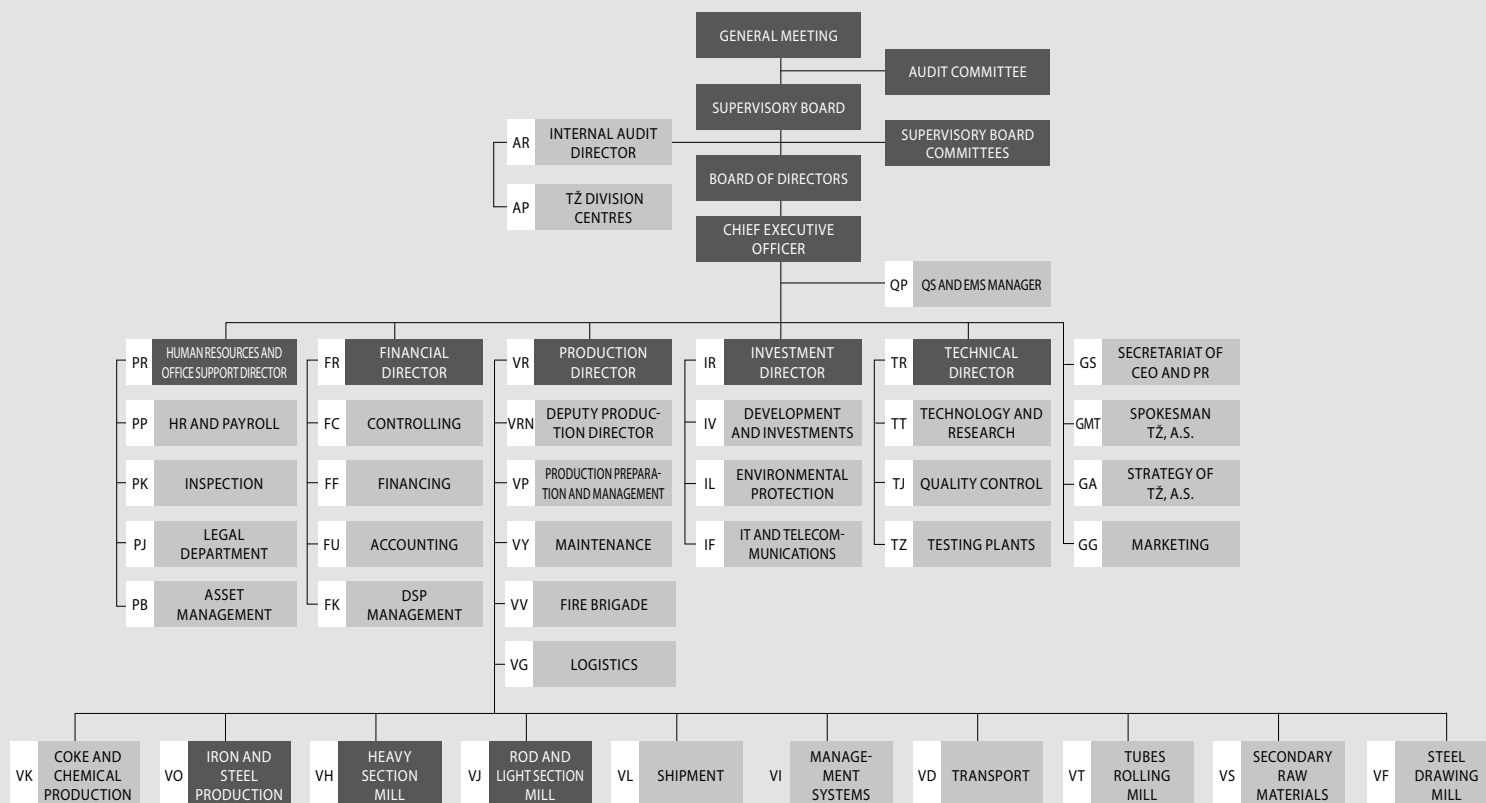 GENERAL MEETING
AUDIT COMMITTEE
SUPERVISORY BOARD
AR
INTERNAL AUDIT
DIRECTOR
SUPERVISORY BOARD
COMMITTEES
BOARD OF DIRECTORS
AP
TŽ DIVISION
CENTRES
CHIEF EXECUTIVE
OFFICER
QP
QS AND EMS MANAGER
PR
HUMAN RESOURCES AND
OFFICE SUPPORT DIRECTOR
FR
FINANCIAL
DIRECTOR
VR
PRODUCTION
DIRECTOR
IR
INVESTMENT
DIRECTOR
TR
TECHNICAL
DIRECTOR
GS
SECRETARIAT OF
CEO AND PR
PP
HR AND PAYROLL
FC
CONTROLLING
VRN
DEPUTY PRODUC-
TION DIRECTOR
IV
DEVELOPMENT
AND INVESTMENTS
TT
TECHNOLOGY AND
RESEARCH
GMT
SPOKESMAN
TŽ, A.S.
PK
INSPECTION
FF
FINANCING
VP
PRODUCTION PREPARA-
TION AND MANAGEMENT
IL
ENVIRONMENTAL
PROTECTION
TJ
QUALITY CONTROL
GA
STRATEGY OF
TŽ, A.S.
PJ
LEGAL
DEPARTMENT
FU
ACCOUNTING
VY
MAINTENANCE
IF
IT AND TELECOM-
MUNICATIONS
TZ
TESTING PLANTS
GG
MARKETING
PB
ASSET
MANAGEMENT
FK
DSP
MANAGEMENT
VV
FIRE BRIGADE
VG
LOGISTICS
VK
COKE AND
CHEMICAL
PRODUCTION
VO
IRON AND
STEEL
PRODUCTION
VH
HEAVY
SECTION
MILL
VJ
ROD AND
LIGHT SECTION
MILL
VL
SHIPMENT
VI
MANAGE-
MENT
SYSTEMS
VD
TRANSPORT
VT
TUBES
ROLLING
MILL
VS
SECONDARY
RAW
MATERIALS
VF
STEEL
DRAWING
MILL